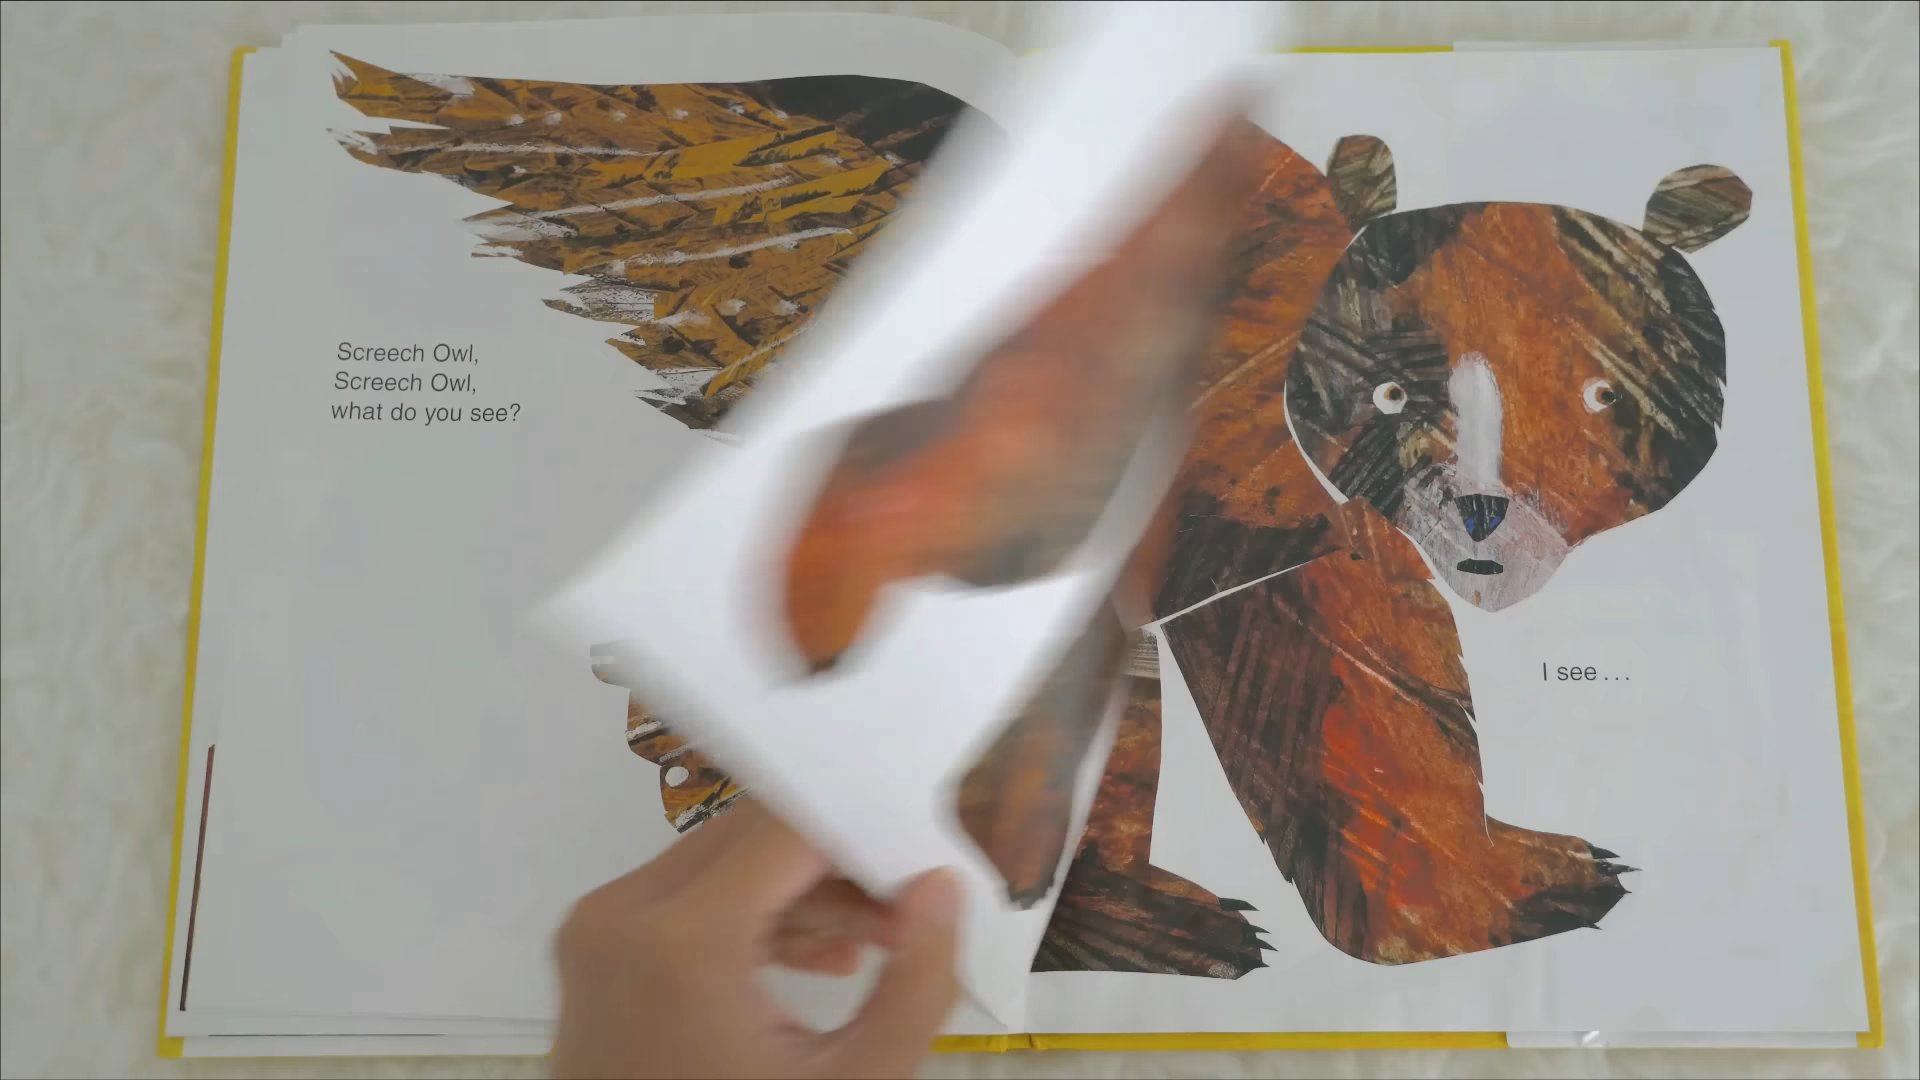 Screech Owl,
Screech Owl,
what do you see?
I see . . .